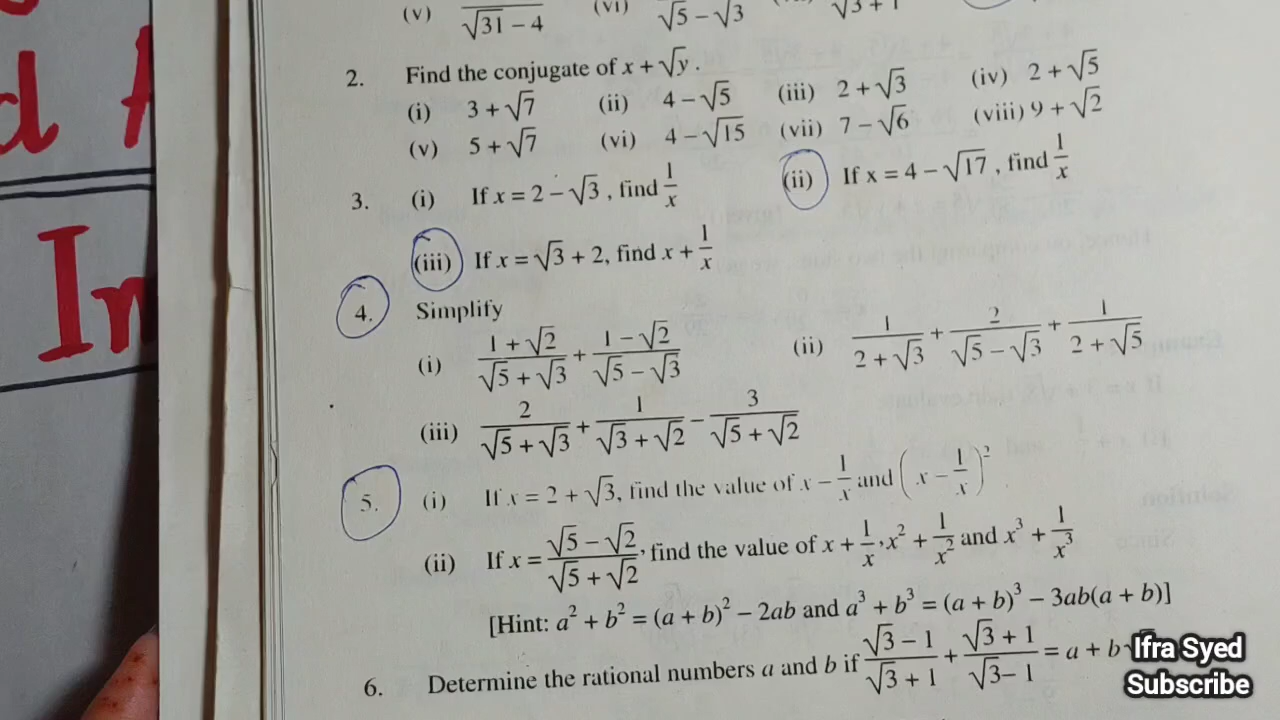 (v) √31 − 4 (vi) √5 − √3 √3 + 1
2. Find the conjugate of x + √y .
(i) 3 + √7 (ii) 4 − √5 (iii) 2 + √3 (iv) 2 + √5
(v) 5 + √7 (vi) 4 − √15 (vii) 7 − √6 (viii) 9 + √2
3. (i) If x = 2 − √3 , find 1/x (ii) If x = 4 − √17 , find 1/x
(iii) If x = √3 + 2, find x + 1/x
4. Simplify
(i) (1 + √2)/(√5 + √3) + (1 − √2)/(√5 − √3) (ii) 1/(2 + √3) + 2/(√5 − √3) + 1/(2 + √5)
(iii) 2/(√5 + √3) + 1/(√3 + √2) − 3/(√5 + √2)
5. (i) If x = 2 + √3, find the value of x − 1/x and (x − 1/x)²
(ii) If x = (√5 − √2)/(√5 + √2), find the value of x + 1/x, x² + 1/x² and x³ + 1/x³
[Hint: a² + b² = (a + b)² − 2ab and a³ + b³ = (a + b)³ − 3ab(a + b)]
6. Determine the rational numbers a and b if (√3 − 1)/(√3 + 1) + (√3 + 1)/(√3 − 1) = a + b√
In
Ifra Syed
Subscribe